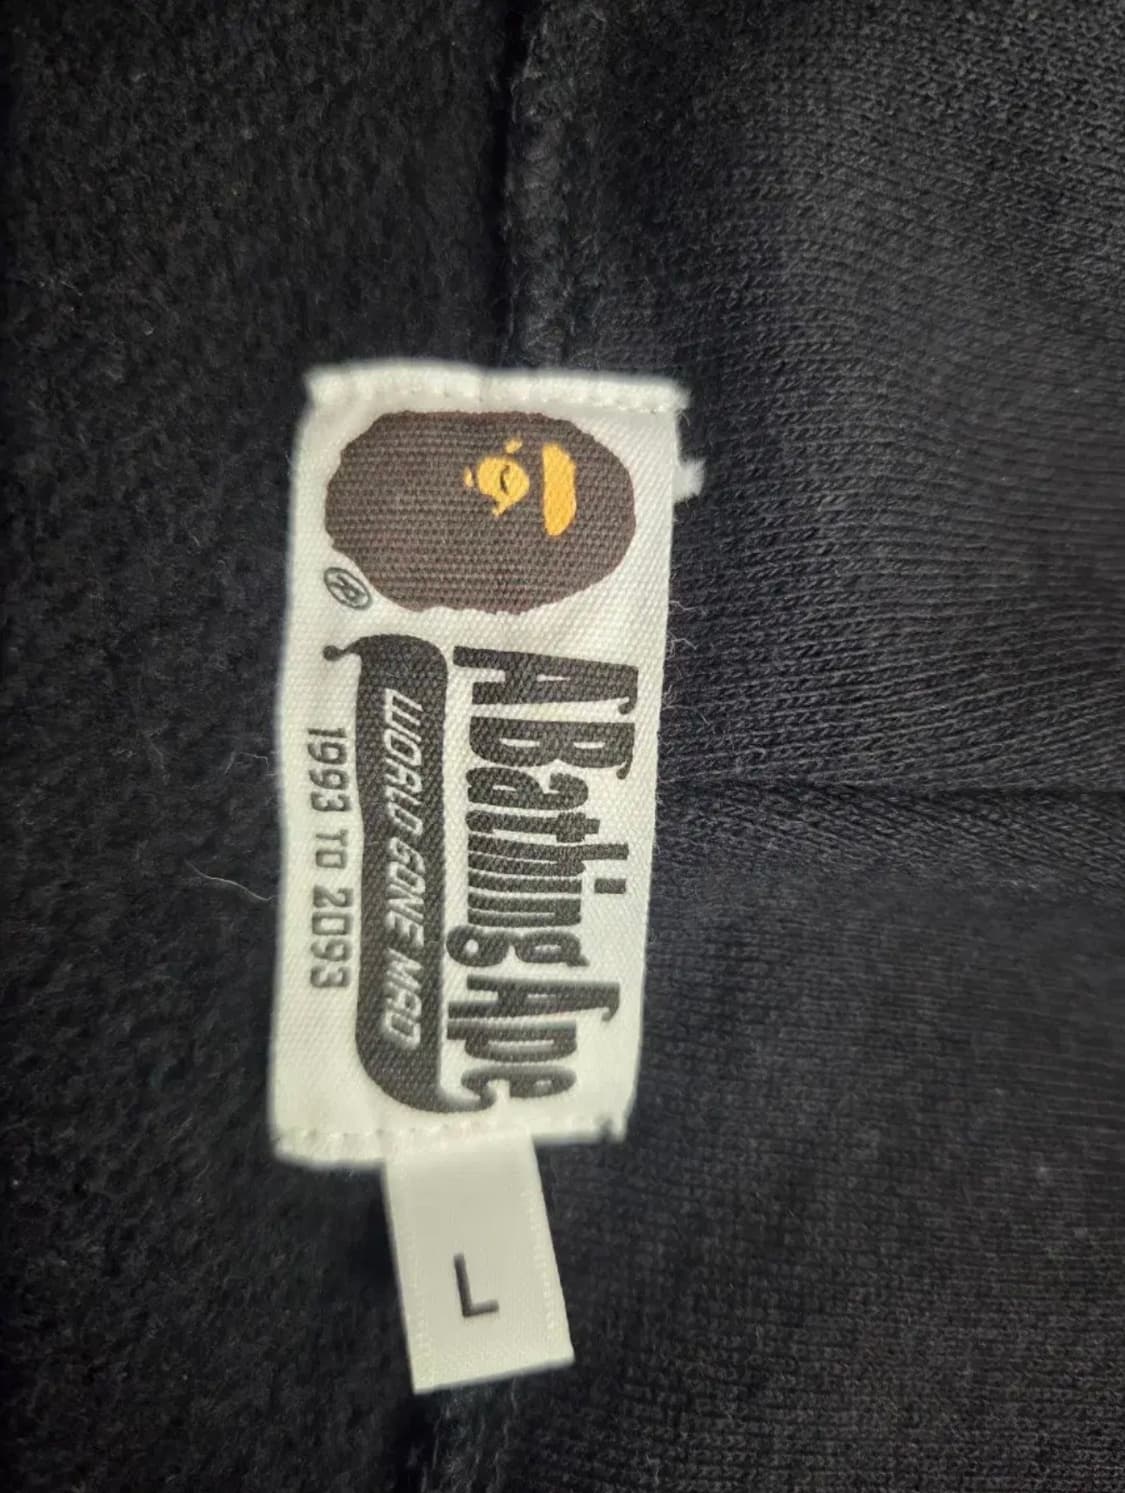 ®
A Bathing Ape
WORLD GONE MAD
1993 TO 2093
L